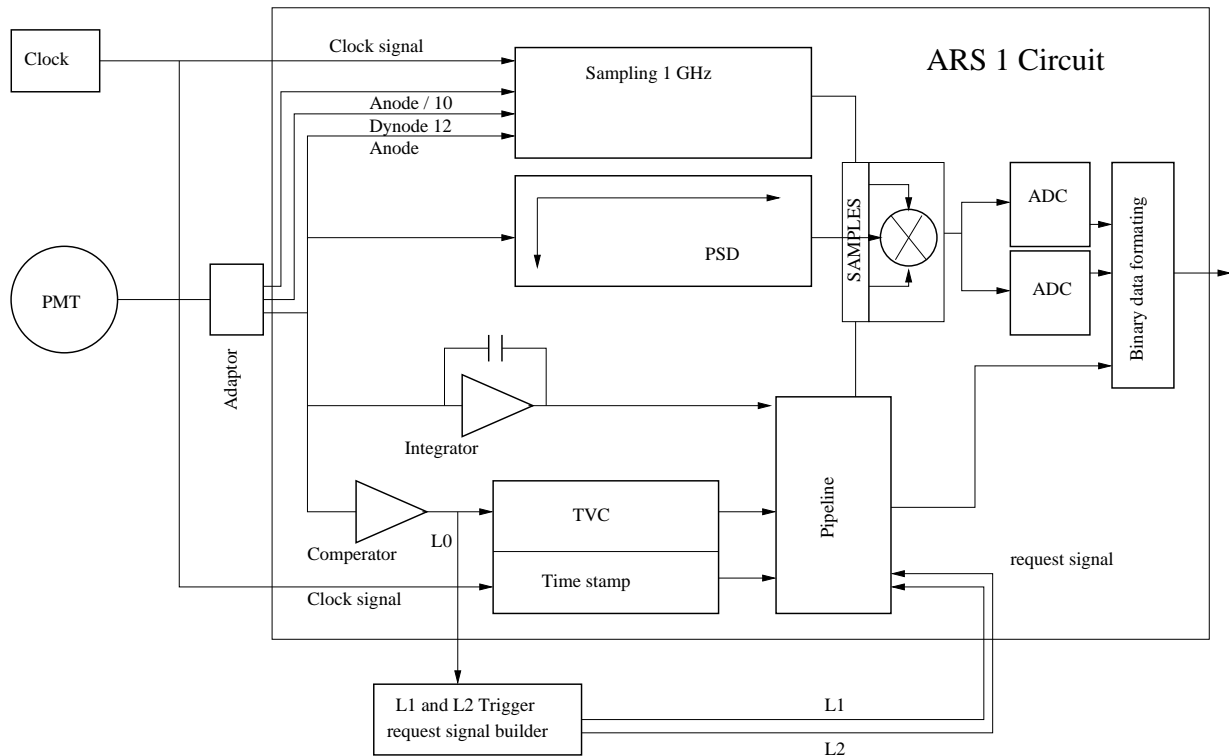 ARS 1 Circuit
Clock
Clock signal
Sampling 1 GHz
Anode / 10
Dynode 12
Anode
PSD
SAMPLES
ADC
ADC
Binary data formating
PMT
Adaptor
Integrator
Comperator
L0
TVC
Time stamp
Clock signal
Pipeline
request signal
L1 and L2 Trigger
request signal builder
L1
L2